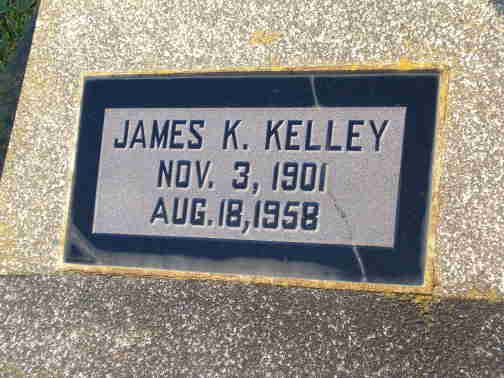 JAMES K. KELLEY
NOV. 3, 1901
AUG. 18, 1958